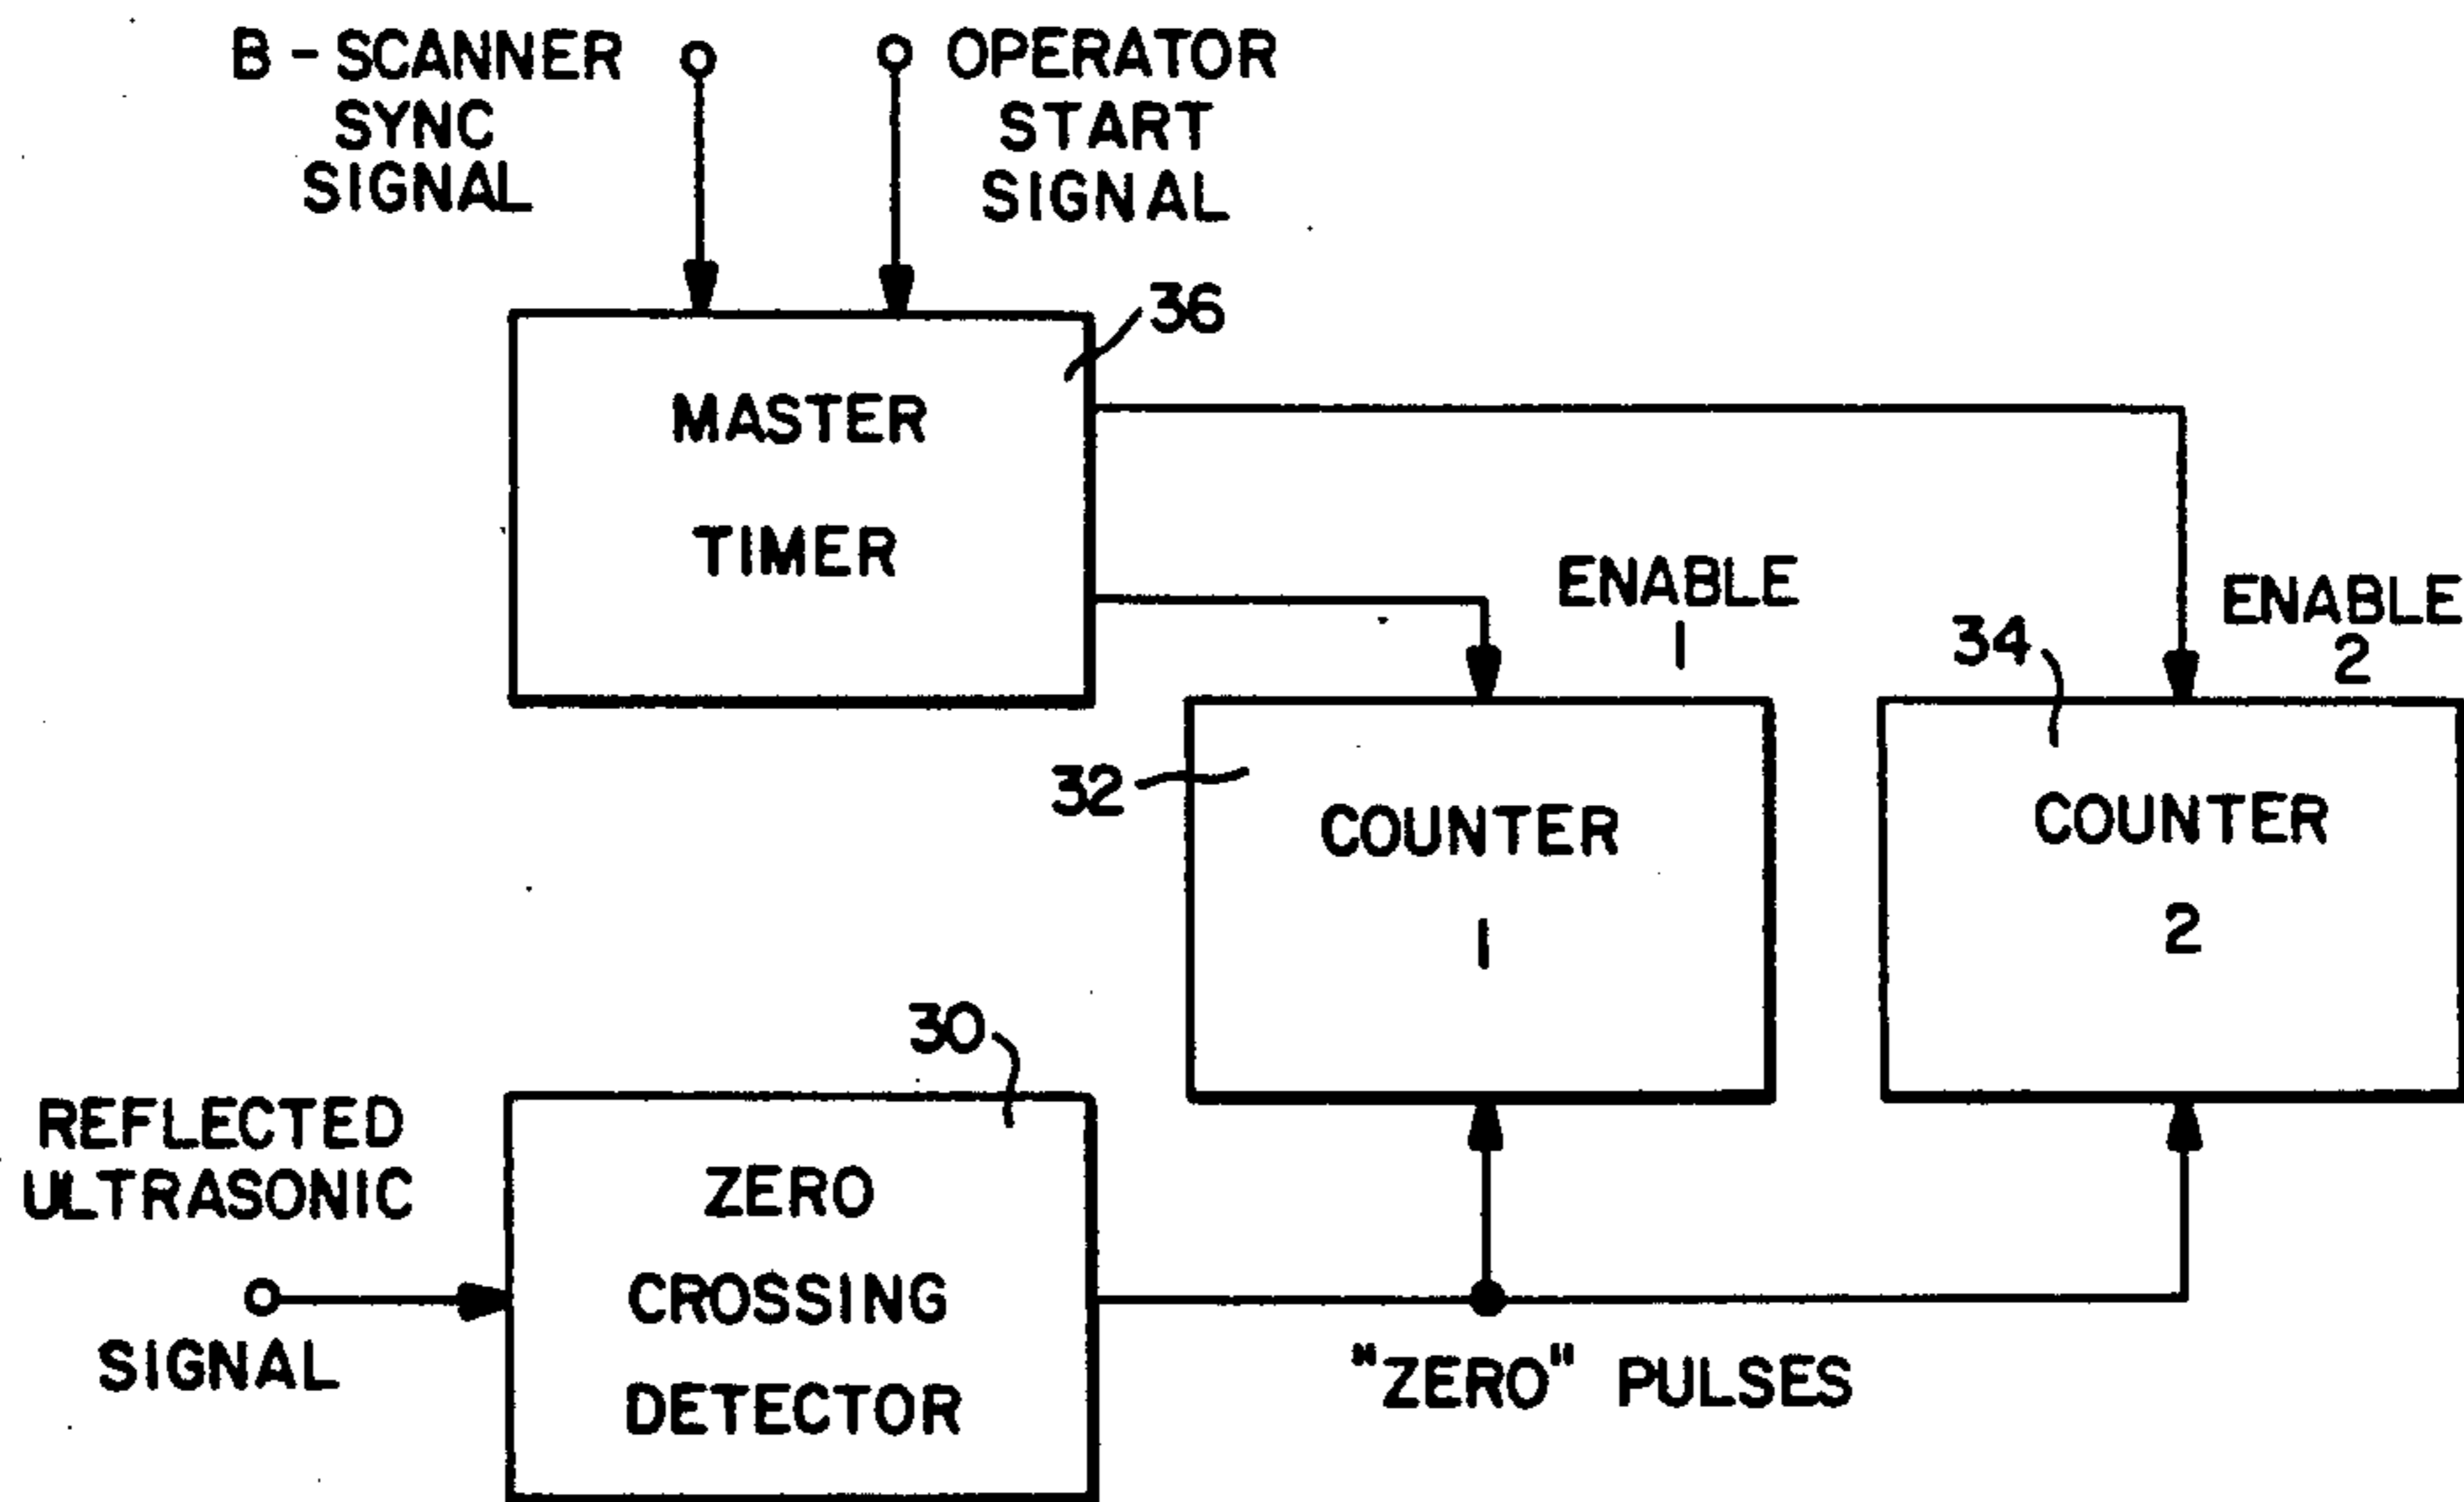 B-SCANNER
SYNC
SIGNAL
OPERATOR
START
SIGNAL
36
MASTER
TIMER
ENABLE
1
ENABLE
2
34
32
COUNTER
1
COUNTER
2
30
REFLECTED
ULTRASONIC
SIGNAL
ZERO
CROSSING
DETECTOR
"ZERO" PULSES